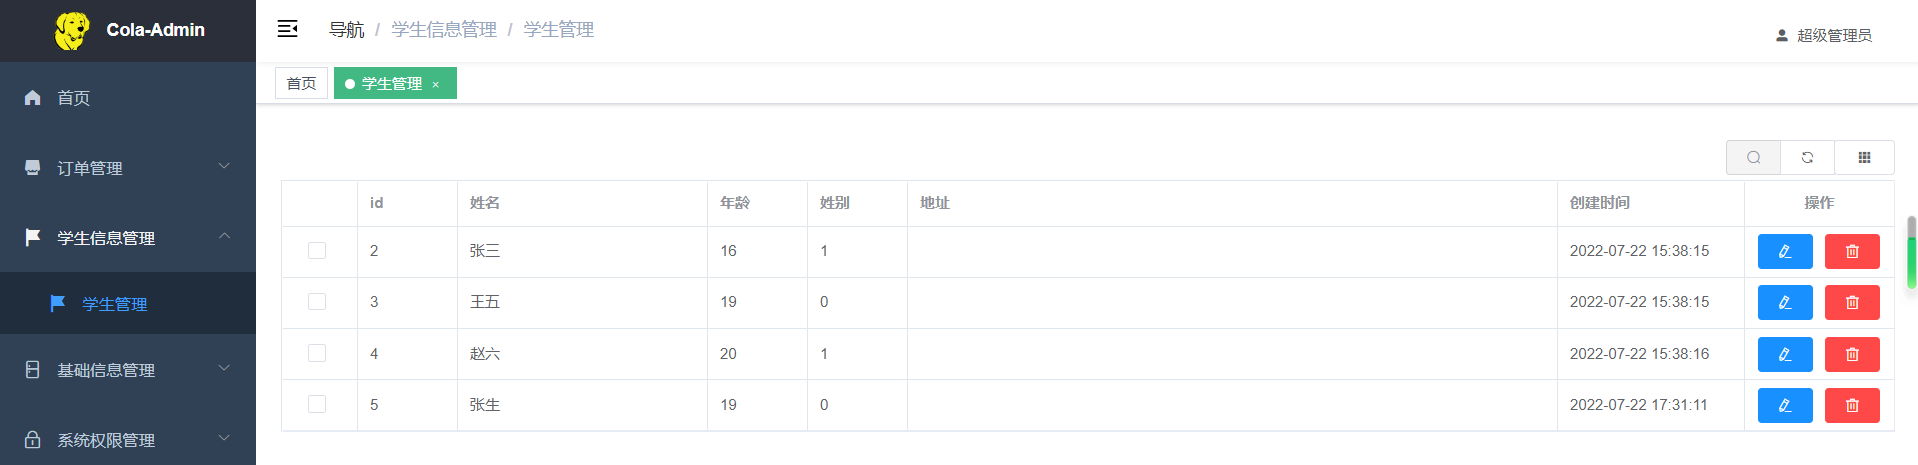 Cola-Admin
导航 / 学生信息管理 / 学生管理
超级管理员
首页
学生管理 ×
首页
订单管理
学生信息管理
学生管理
基础信息管理
系统权限管理
id 姓名 年龄 姓别 地址 创建时间 操作
2 张三 16 1 2022-07-22 15:38:15
3 王五 19 0 2022-07-22 15:38:15
4 赵六 20 1 2022-07-22 15:38:16
5 张生 19 0 2022-07-22 17:31:11